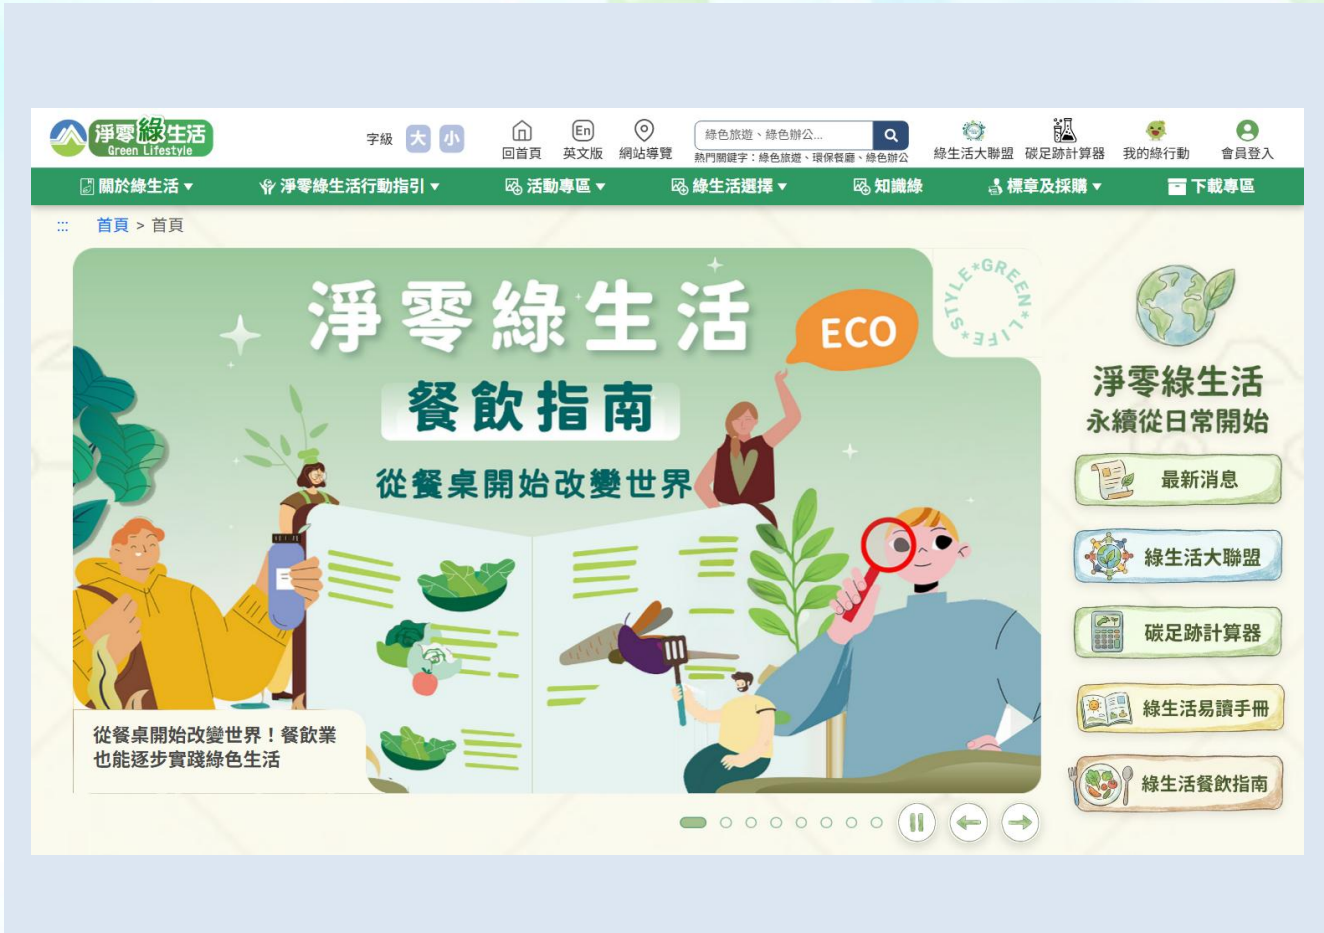 淨零綠生活
Green Lifestyle
字級 大 小
回首頁
En
英文版
網站導覽
綠色旅遊、綠色辦公...
熱門關鍵字：綠色旅遊、環保餐廳、綠色辦公
綠生活大聯盟
碳足跡計算器
我的綠行動
會員登入
關於綠生活▼
淨零綠生活行動指引▼
活動專區▼
綠生活選擇▼
知識綠
標章及採購▼
下載專區
::: 首頁 > 首頁
淨零綠生活
ECO
餐飲指南
從餐桌開始改變世界
*GREEN*LIFE*STYLE
從餐桌開始改變世界！餐飲業
也能逐步實踐綠色生活
淨零綠生活
永續從日常開始
最新消息
綠生活大聯盟
碳足跡計算器
綠生活易讀手冊
綠生活餐飲指南